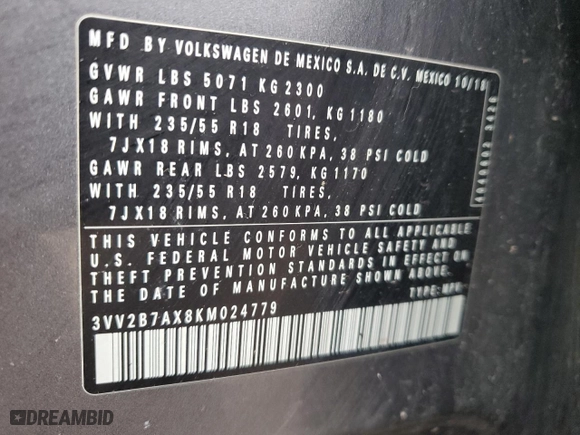 MFD BY VOLKSWAGEN DE MEXICO S.A. DE C.V. MEXICO 10/18
GVWR LBS 5071 KG 2300
GAWR FRONT LBS 2601, KG 1180
WITH 235/55 R18 TIRES,
7JX18 RIMS, AT 260 KPA, 38 PSI COLD
GAWR REAR LBS 2579, KG 1170
WITH 235/55 R18 TIRES,
7JX18 RIMS, AT 260 KPA, 38 PSI COLD
THIS VEHICLE CONFORMS TO ALL APPLICABLE
U.S. FEDERAL MOTOR VEHICLE SAFETY AND
THEFT PREVENTION STANDARDS IN EFFECT ON
THE DATE OF MANUFACTURE SHOWN ABOVE.
3VV2B7AX8KM024779
TYPE:
DREAMBID